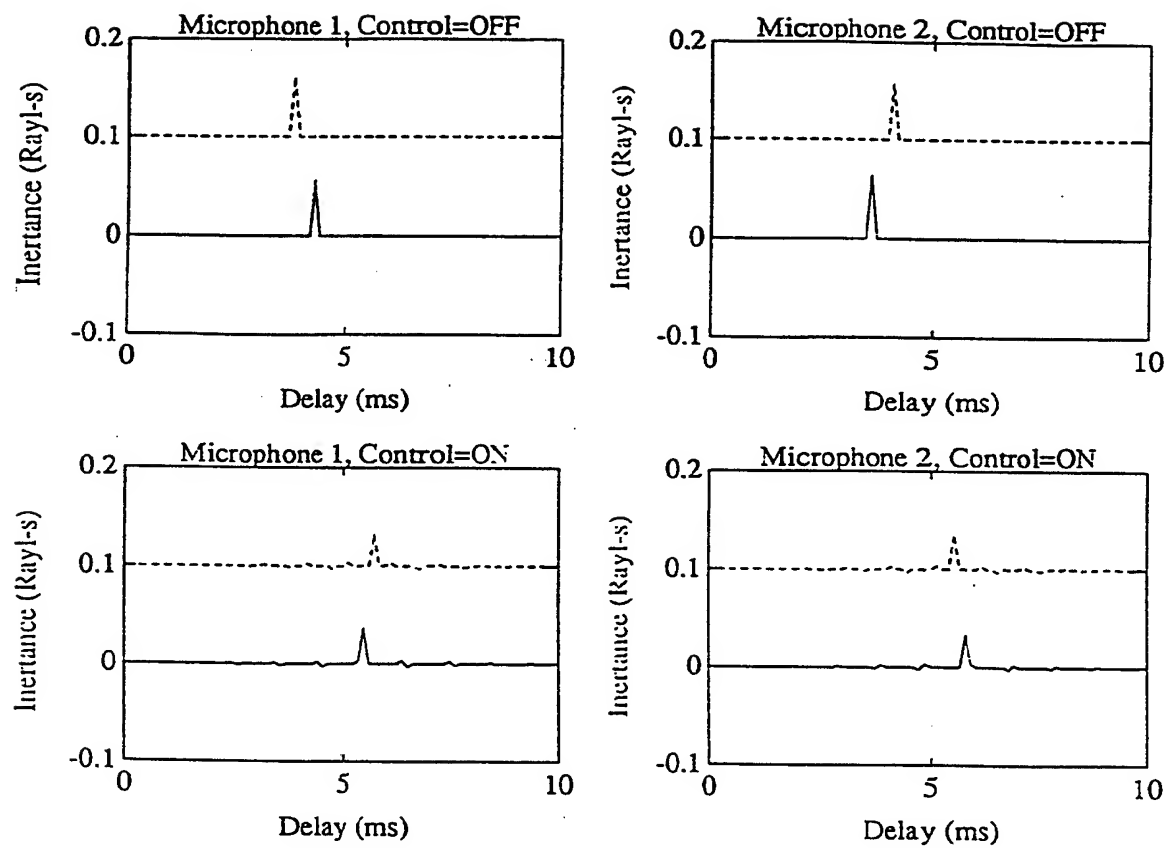 Microphone 1, Control=OFF
0.2
0.1
0
-0.1
Inertance (Rayl-s)
0
5
10
Delay (ms)
Microphone 2, Control=OFF
0.2
0.1
0
-0.1
Inertance (Rayl-s)
0
5
10
Delay (ms)
Microphone 1, Control=ON
0.2
0.1
0
-0.1
Inertance (Rayl-s)
0
5
10
Delay (ms)
Microphone 2, Control=ON
0.2
0.1
0
-0.1
Inertance (Rayl-s)
0
5
10
Delay (ms)